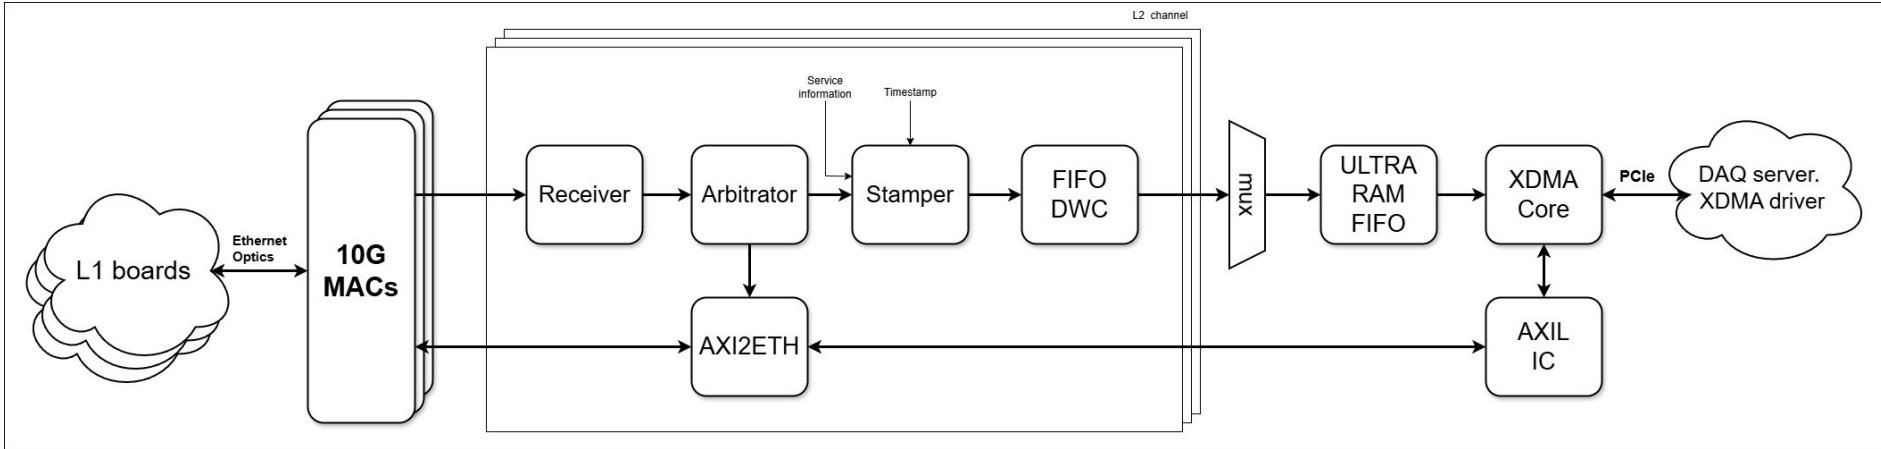 L2 channel
Service
information
Timestamp
Ethernet
Optics
L1 boards
10G
MACs
Receiver
Arbitrator
Stamper
FIFO
DWC
mux
ULTRA
RAM
FIFO
XDMA
Core
PCIe
DAQ server.
XDMA driver
AXI2ETH
AXIL
IC